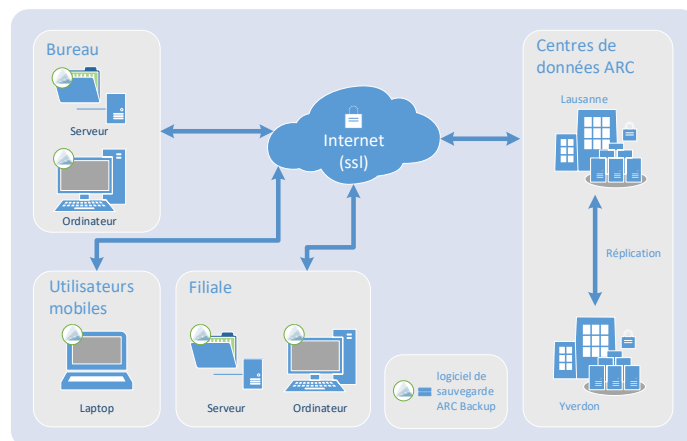 Bureau
Serveur
Ordinateur
Internet
(ssl)
Centres de
données ARC
Lausanne
Réplication
Yverdon
Utilisateurs
mobiles
Laptop
Filiale
Serveur
Ordinateur
logiciel de
sauvegarde
ARC Backup